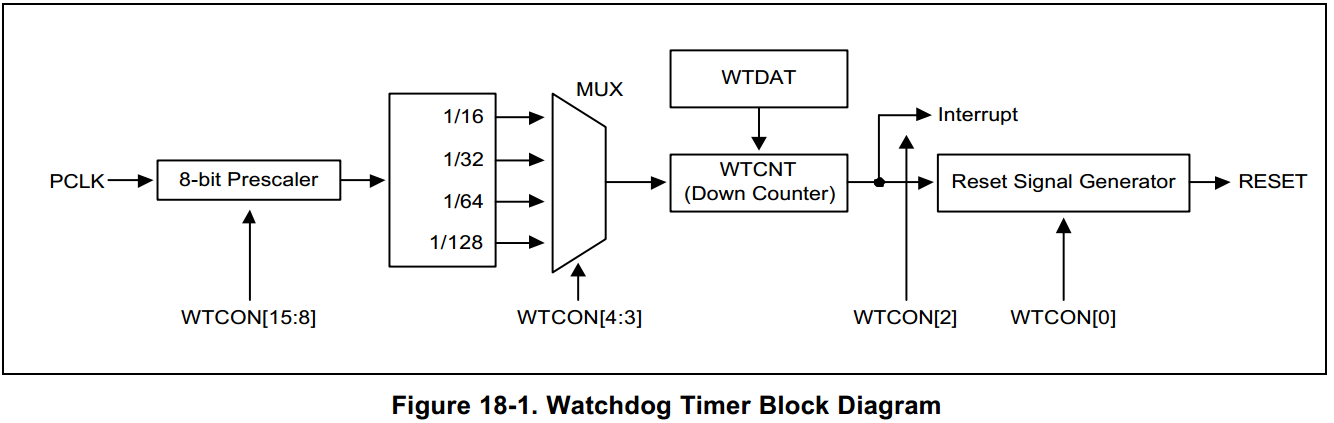 PCLK
8-bit Prescaler
WTCON[15:8]
1/16
1/32
1/64
1/128
MUX
WTCON[4:3]
WTDAT
WTCNT
(Down Counter)
Interrupt
WTCON[2]
Reset Signal Generator
WTCON[0]
RESET
Figure 18-1. Watchdog Timer Block Diagram